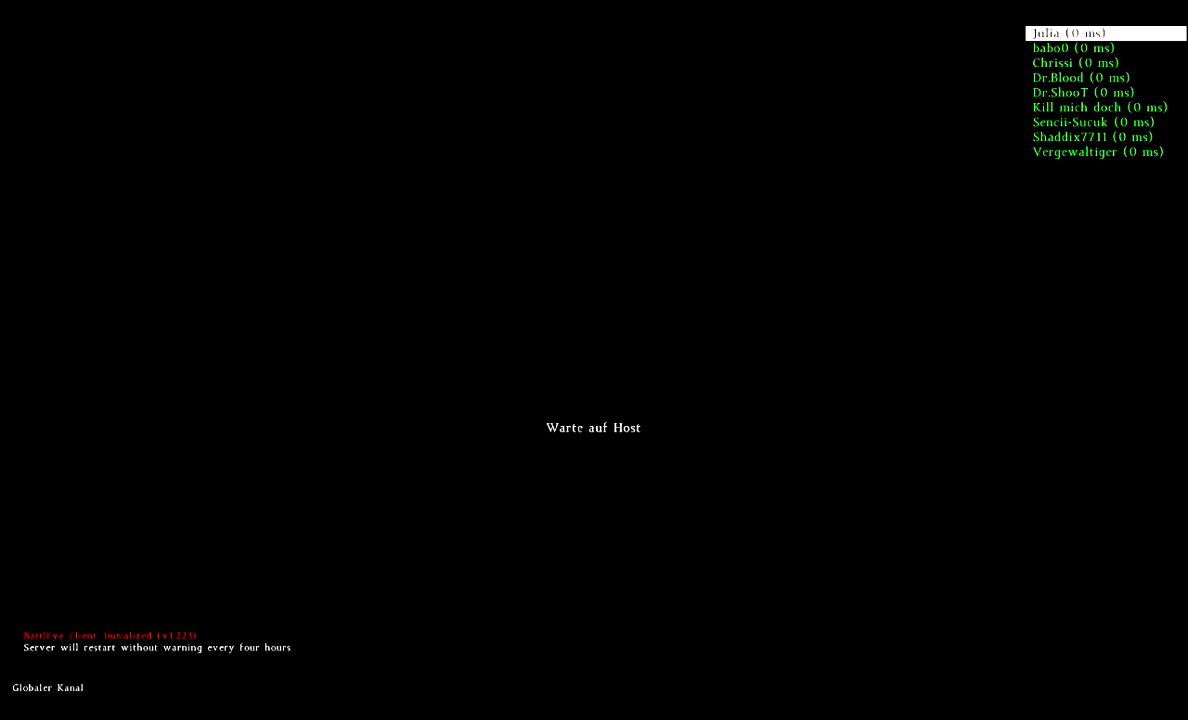 Julia (0 ms)
babo0 (0 ms)
Chrissi (0 ms)
Dr.Blood (0 ms)
Dr.ShooT (0 ms)
Kill mich doch (0 ms)
Sencii-Sucuk (0 ms)
Shaddix7711 (0 ms)
Vergewaltiger (0 ms)
Warte auf Host
BattlEye Client: Initialized (v1.223)
Server will restart without warning every four hours
Globaler Kanal